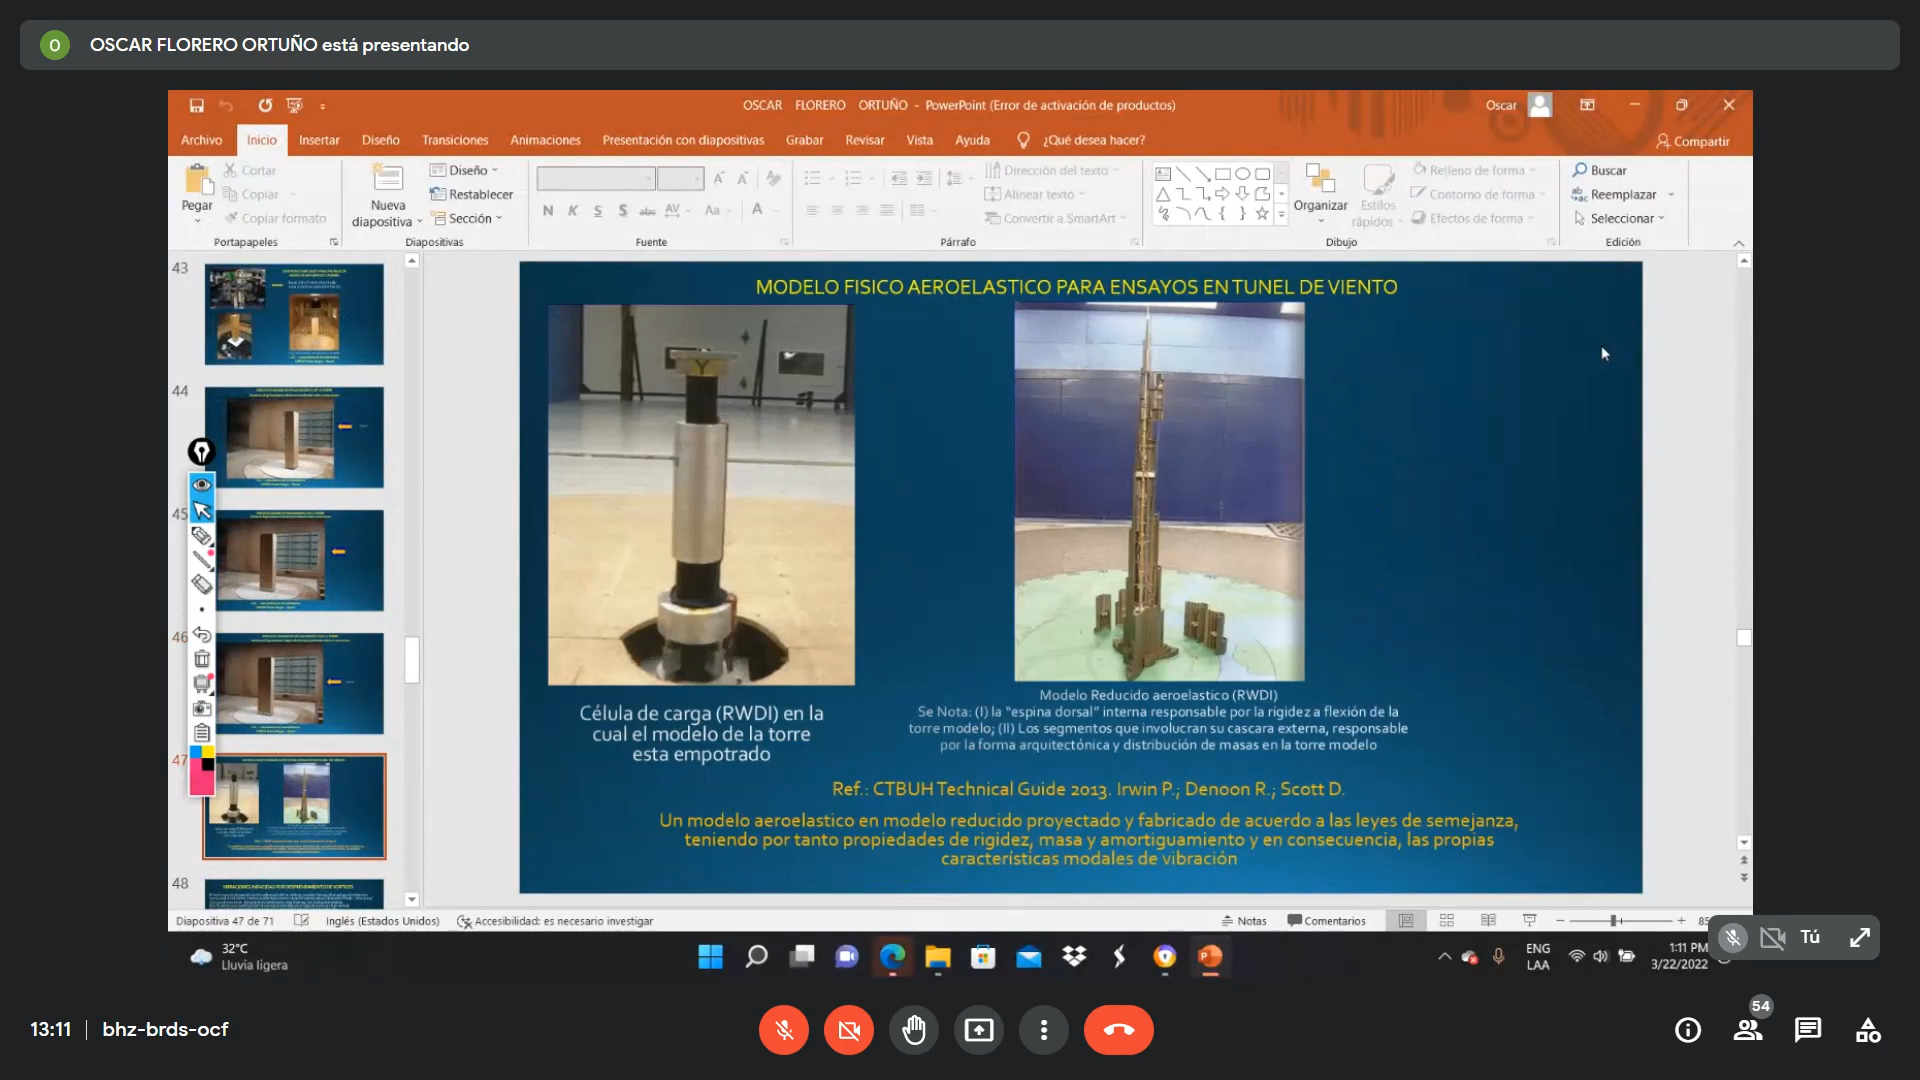 O
OSCAR FLORERO ORTUÑO está presentando
OSCAR FLORERO ORTUÑO - PowerPoint (Error de activación de productos)
Oscar
Archivo Inicio Insertar Diseño Transiciones Animaciones Presentación con diapositivas Grabar Revisar Vista Ayuda ¿Qué desea hacer? Compartir
Pegar
Cortar
Copiar
Copiar formato
Portapapeles
Nueva
diapositiva
Diseño
Restablecer
Sección
Diapositivas
N K S S abc AV Aa A
Fuente
Dirección del texto
Alinear texto
Convertir a SmartArt
Párrafo
Organizar
Estilos
rápidos
Relleno de forma
Contorno de forma
Efectos de forma
Dibujo
Buscar
Reemplazar
Seleccionar
Edición
43
44
45
46
47
48
VIBRACIONES INDUCIDAS POR DESPRENDIMIENTO DE VORTICES
MODELO FISICO AEROELASTICO PARA ENSAYOS EN TUNEL DE VIENTO
Y
Célula de carga (RWDI) en la
cual el modelo de la torre
esta empotrado
Modelo Reducido aeroelastico (RWDI)
Se Nota: (I) la “espina dorsal” interna responsable por la rigidez a flexión de la
torre modelo; (II) Los segmentos que involucran su cascara externa, responsable
por la forma arquitectónica y distribución de masas en la torre modelo
Ref.: CTBUH Technical Guide 2013. Irwin P.; Denoon R.; Scott D.
Un modelo aeroelastico en modelo reducido proyectado y fabricado de acuerdo a las leyes de semejanza,
teniendo por tanto propiedades de rigidez, masa y amortiguamiento y en consecuencia, las propias
características modales de vibración
Diapositiva 47 de 71 Inglés (Estados Unidos) Accesibilidad: es necesario investigar
Notas Comentarios
Tú
32°C
Lluvia ligera
ENG
LAA
1:11 PM
3/22/2022
13:11 | bhz-brds-ocf
54